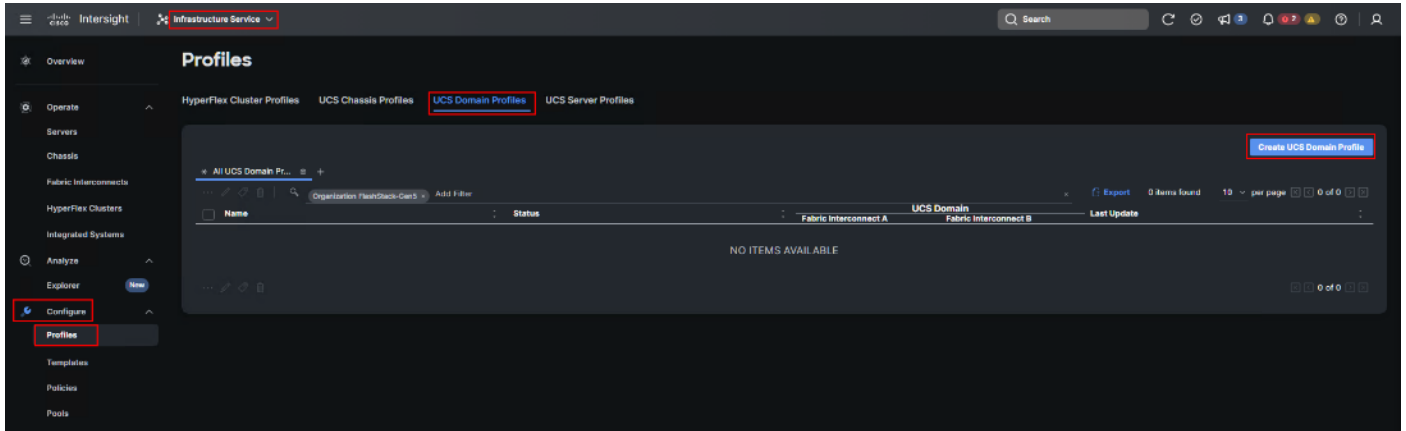 cisco Intersight
Infrastructure Service
Search
3
2
Overview
Operate
Servers
Chassis
Fabric Interconnects
HyperFlex Clusters
Integrated Systems
Analyze
Explorer New
Configure
Profiles
Templates
Policies
Pools
Profiles
HyperFlex Cluster Profiles UCS Chassis Profiles UCS Domain Profiles UCS Server Profiles
Create UCS Domain Profile
All UCS Domain Pr... +
Organization FlashStack-Gen5 × Add Filter × Export 0 items found 10 per page 0 of 0
Name Status UCS Domain Last Update
Fabric Interconnect A Fabric Interconnect B
NO ITEMS AVAILABLE
0 of 0